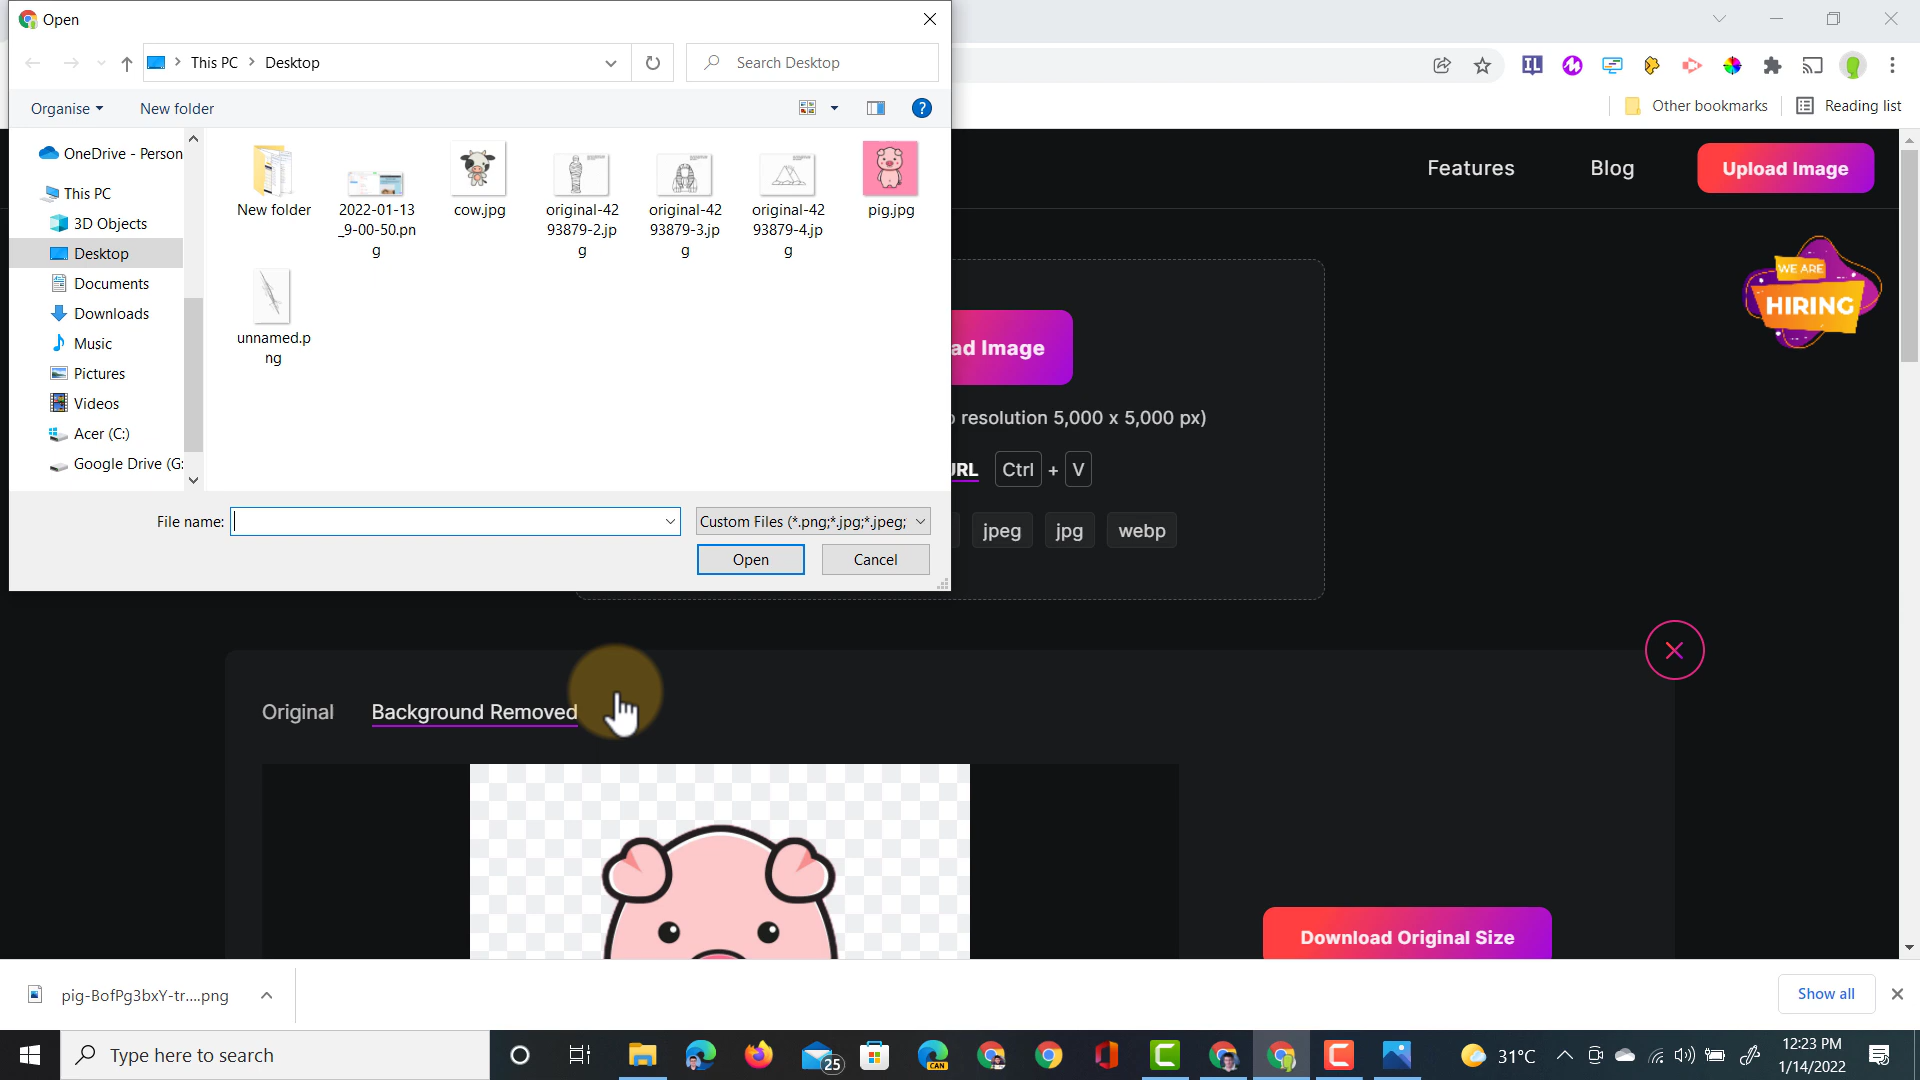 Open
This PC > Desktop
Search Desktop
Organise
New folder
OneDrive - Person
This PC
3D Objects
Desktop
Documents
Downloads
Music
Pictures
Videos
Acer (C:)
Google Drive (G:
New folder
2022-01-13
_9-00-50.pn
g
cow.jpg
original-42
93879-2.jp
g
original-42
93879-3.jp
g
original-42
93879-4.jp
g
pig.jpg
unnamed.p
ng
File name:
Custom Files (*.png;*.jpg;*.jpeg;
Open
Cancel
IL
Other bookmarks
Reading list
Features
Blog
Upload Image
WE ARE
HIRING
ad Image
resolution 5,000 x 5,000 px)
URL Ctrl + V
jpeg jpg webp
Original
Background Removed
Download Original Size
pig-BofPg3bxY-tr....png
Show all
Type here to search
25
CAN
31°C
12:23 PM
1/14/2022